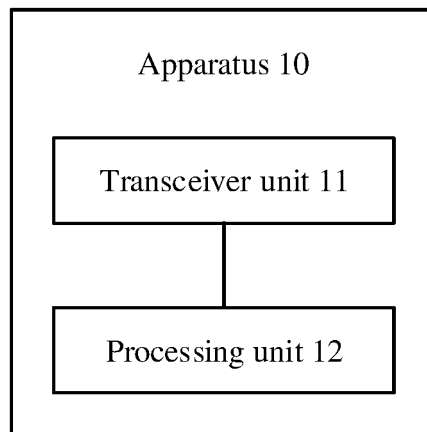 Apparatus 10
Transceiver unit 11
Processing unit 12